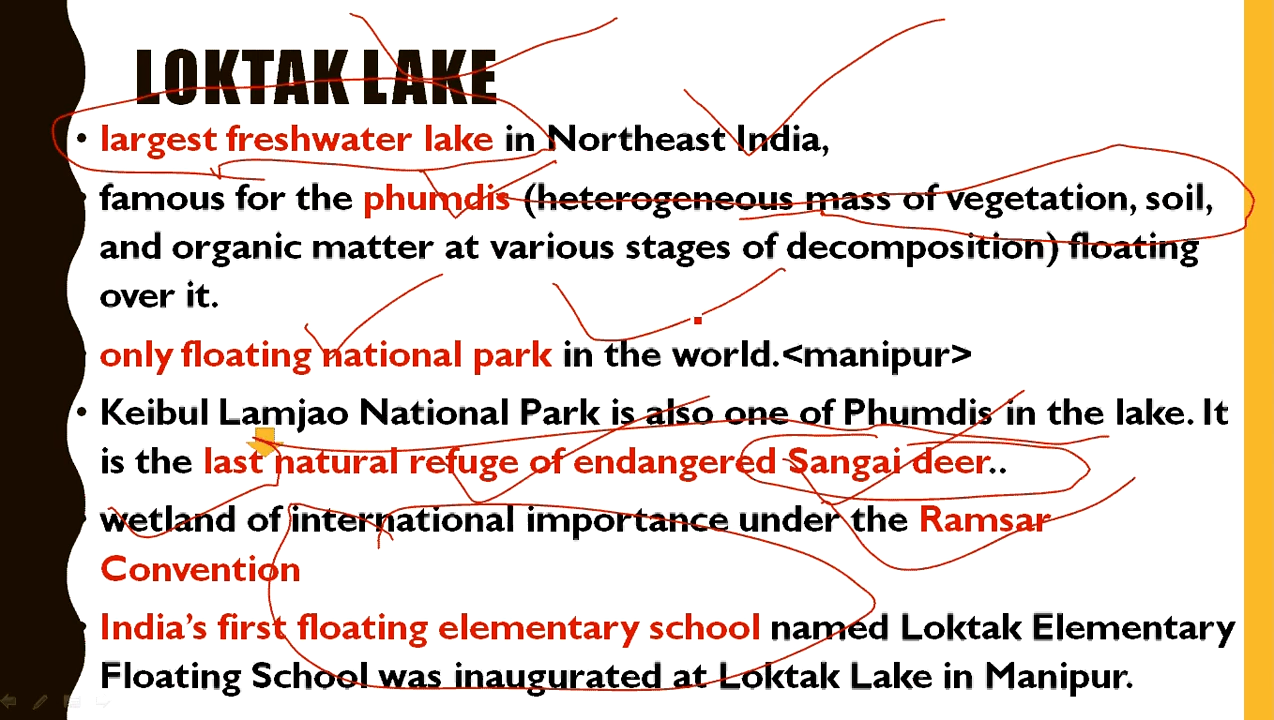 LOKTAK LAKE
• largest freshwater lake in Northeast India,
• famous for the phumdis (heterogeneous mass of vegetation, soil,
and organic matter at various stages of decomposition) floating
over it.
• only floating national park in the world.<manipur>
• Keibul Lamjao National Park is also one of Phumdis in the lake. It
is the last natural refuge of endangered Sangai deer..
• wetland of international importance under the Ramsar
Convention
• India's first floating elementary school named Loktak Elementary
Floating School was inaugurated at Loktak Lake in Manipur.